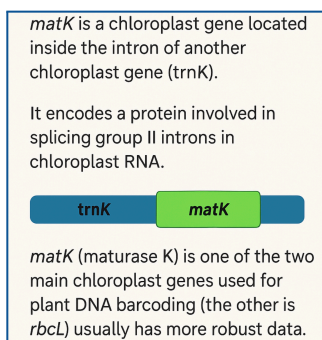 matK is a chloroplast gene located
inside the intron of another
chloroplast gene (trnK).
It encodes a protein involved in
splicing group II introns in
chloroplast RNA.
trnK matK
matK (maturase K) is one of the two
main chloroplast genes used for
plant DNA barcoding (the other is
rbcL) usually has more robust data.